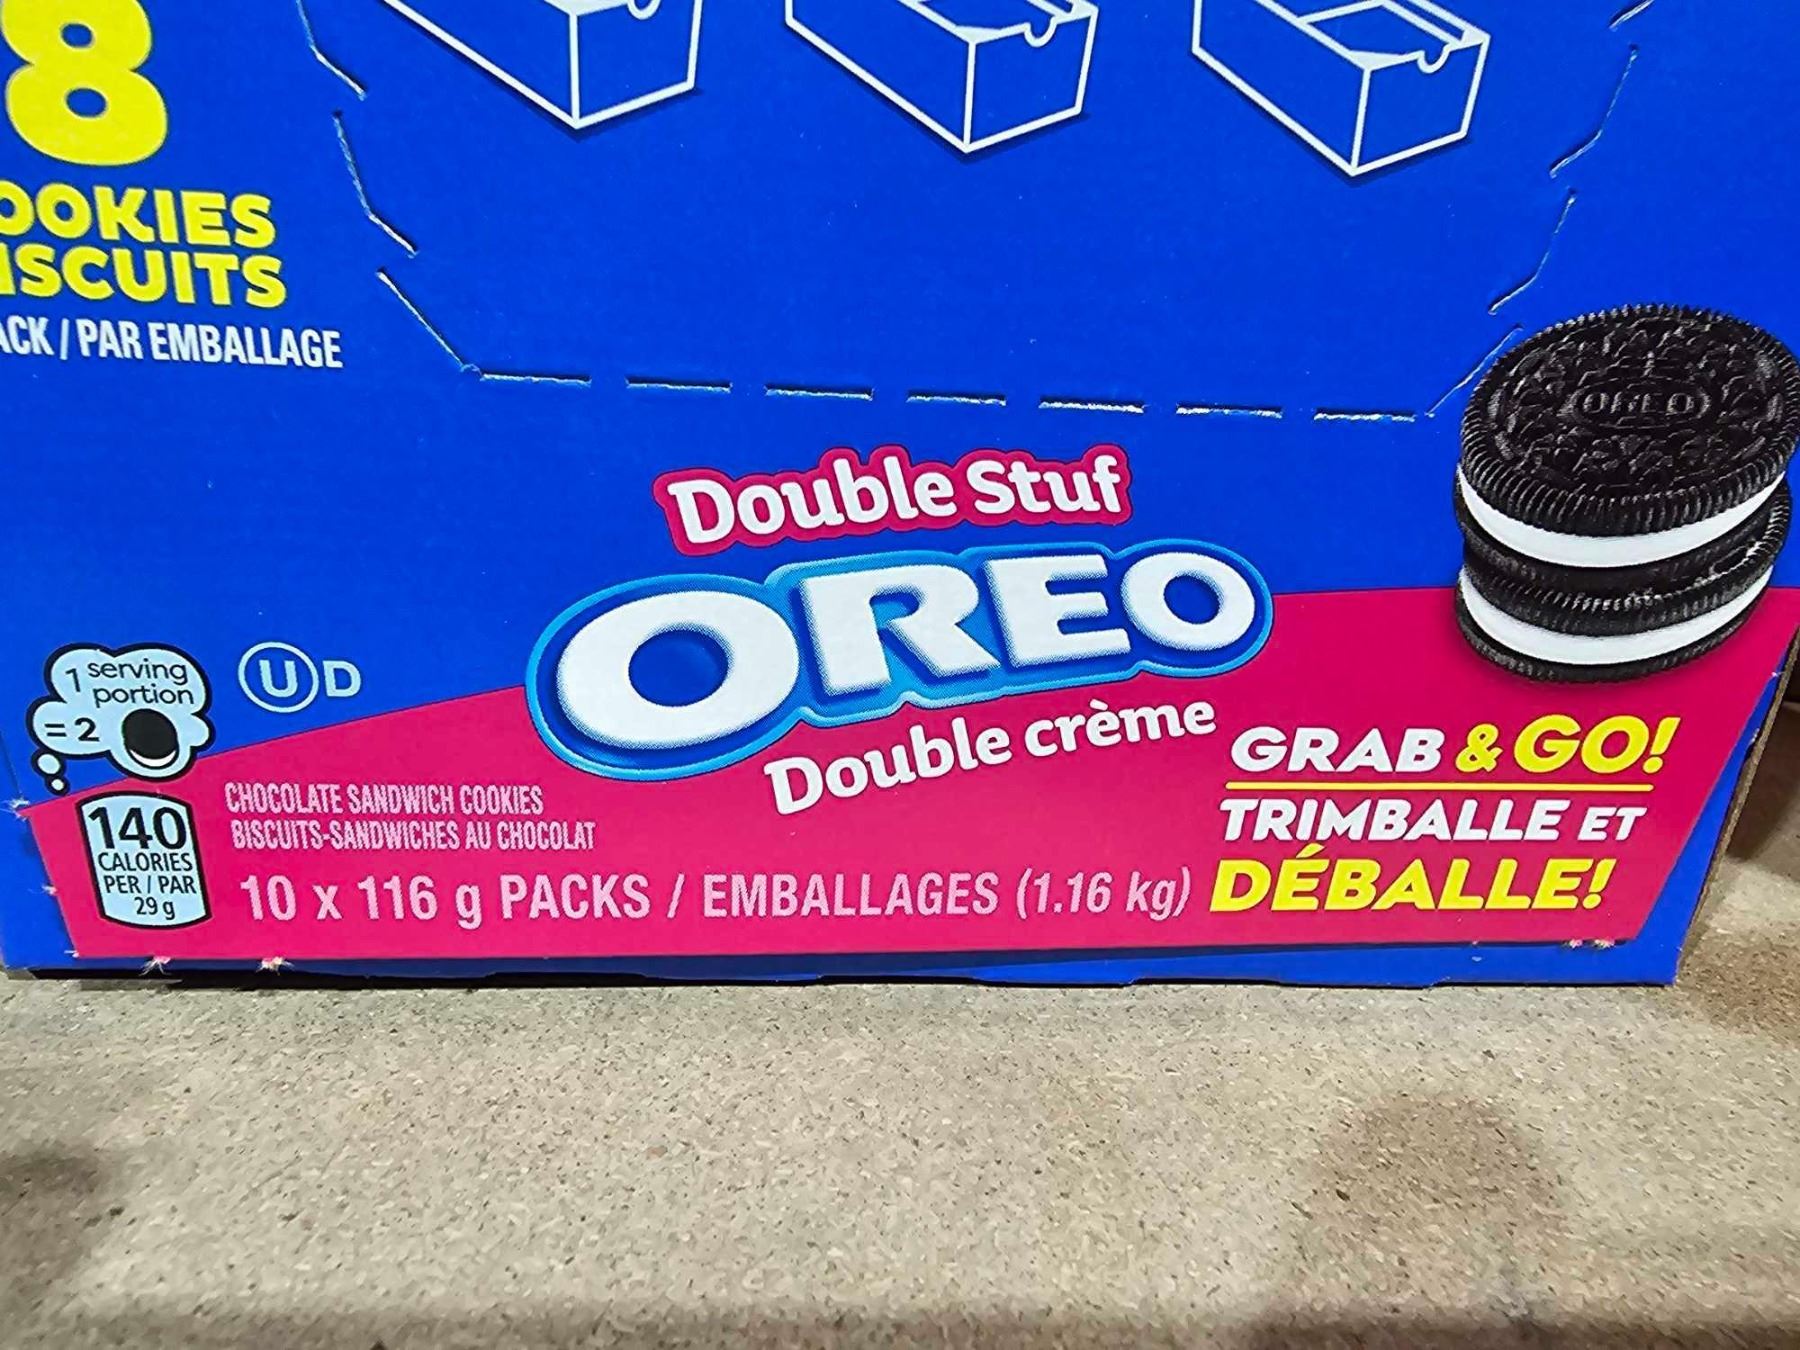 8
OOKIES
ISCUITS
ACK / PAR EMBALLAGE
OREO
Double Stuf
OREO
Double crème
1 serving
portion
= 2
U D
GRAB & GO!
TRIMBALLE ET
DÉBALLE!
CHOCOLATE SANDWICH COOKIES
BISCUITS-SANDWICHES AU CHOCOLAT
140
CALORIES
PER / PAR
29 g
10 x 116 g PACKS / EMBALLAGES (1.16 kg)